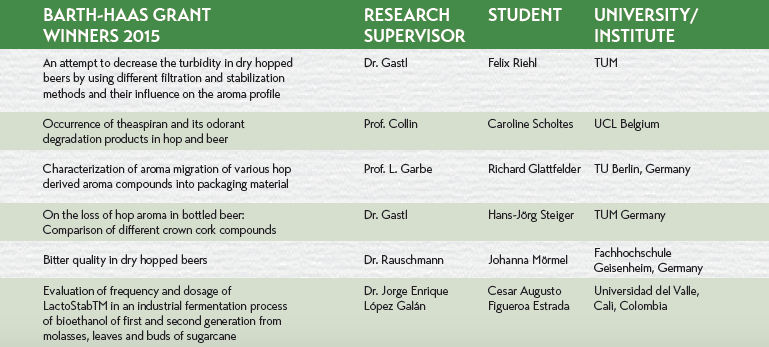 BARTH-HAAS GRANT WINNERS 2015 RESEARCH SUPERVISOR STUDENT UNIVERSITY/ INSTITUTE
An attempt to decrease the turbidity in dry hopped Dr. Gastl Felix Riehl TUM
beers by using different filtration and stabilization
methods and their influence on the aroma profile
Occurrence of theaspiran and its odorant Prof. Collin Caroline Scholtes UCL Belgium
degradation products in hop and beer
Characterization of aroma migration of various hop Prof. L. Garbe Richard Glattfelder TU Berlin, Germany
derived aroma compounds into packaging material
On the loss of hop aroma in bottled beer: Dr. Gastl Hans-Jörg Steiger TUM Germany
Comparison of different crown cork compounds
Bitter quality in dry hopped beers Dr. Rauschmann Johanna Mörmel Fachhochschule
Geisenheim, Germany
Evaluation of frequency and dosage of Dr. Jorge Enrique Cesar Augusto Universidad del Valle,
LactoStabTM in an industrial fermentation process López Galán Figueroa Estrada Cali, Colombia
of bioethanol of first and second generation from
molasses, leaves and buds of sugarcane